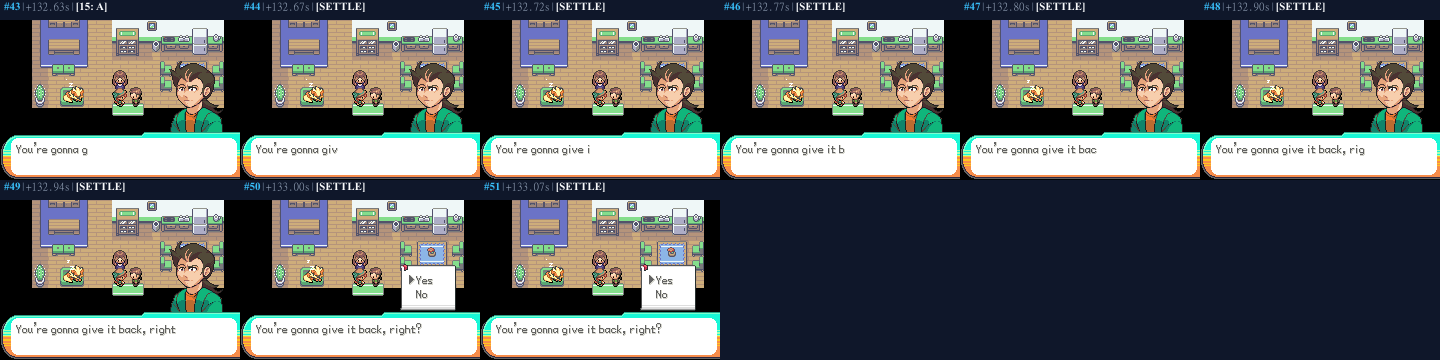 #43|+132.63s|[15: A]
#44|+132.67s|[SETTLE]
#45|+132.72s|[SETTLE]
#46|+132.77s|[SETTLE]
#47|+132.80s|[SETTLE]
#48|+132.90s|[SETTLE]
You're gonna g
You're gonna giv
You're gonna give i
You're gonna give it b
You're gonna give it bac
You're gonna give it back, rig
#49|+132.94s|[SETTLE]
#50|+133.00s|[SETTLE]
#51|+133.07s|[SETTLE]
Yes
No
Yes
No
You're gonna give it back, right
You're gonna give it back, right?
You're gonna give it back, right?